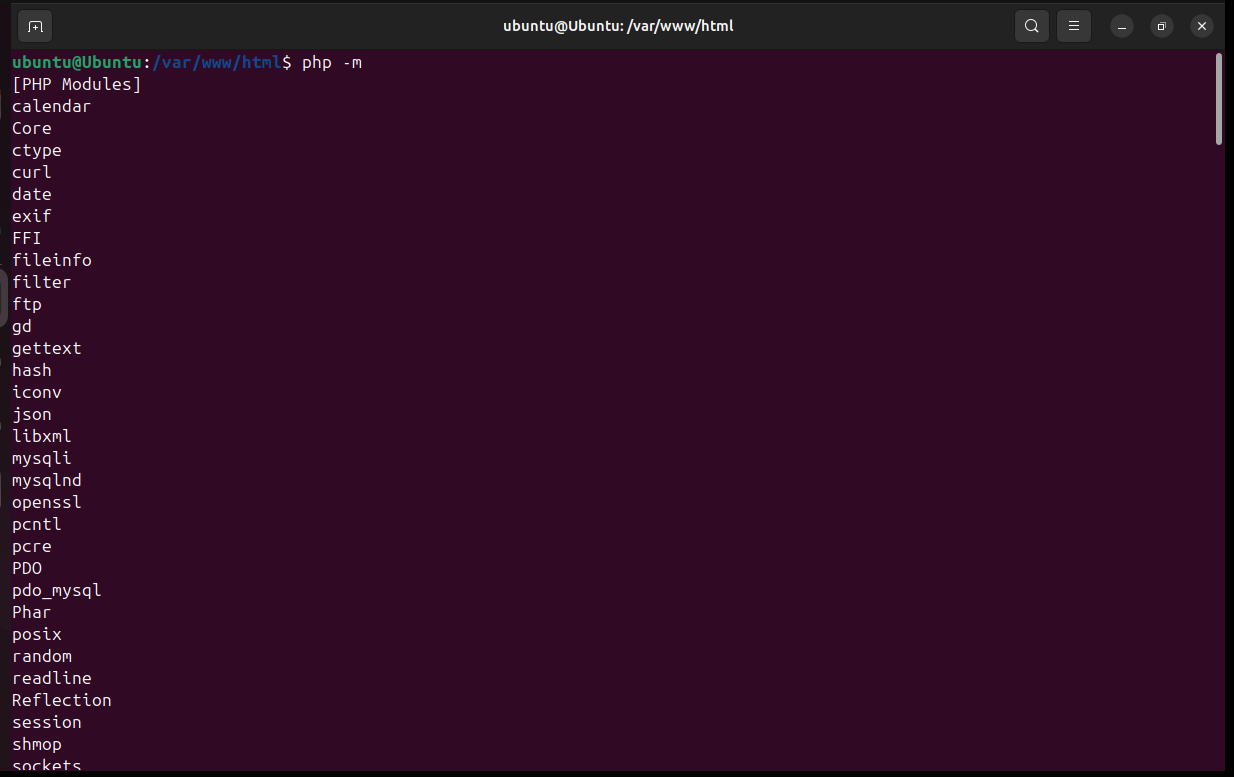 ubuntu@Ubuntu: /var/www/html
ubuntu@Ubuntu:/var/www/html$ php -m
[PHP Modules]
calendar
Core
ctype
curl
date
exif
FFI
fileinfo
filter
ftp
gd
gettext
hash
iconv
json
libxml
mysqli
mysqlnd
openssl
pcntl
pcre
PDO
pdo_mysql
Phar
posix
random
readline
Reflection
session
shmop
sockets